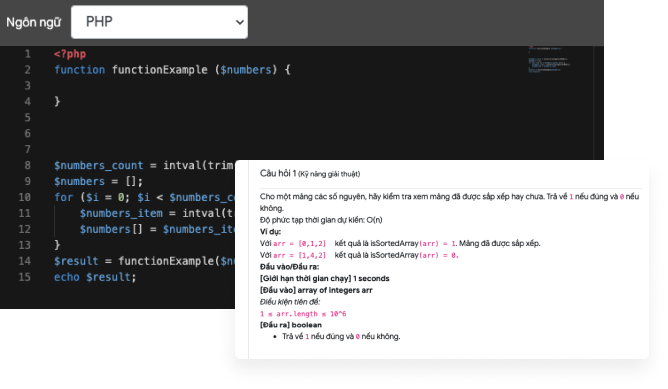 Ngôn ngữ
PHP
1 <?php
2 function functionExample ($numbers) {
3
4 }
5
6
7
8 $numbers_count = intval(trim
9 $numbers = [];
10 for ($i = 0; $i < $numbers_c
11 $numbers_item = intval(t
12 $numbers[] = $numbers_ite
13 }
14 $result = functionExample($n
15 echo $result;
Câu hỏi 1 (Kỹ năng giải thuật)
Cho một mảng các số nguyên, hãy kiểm tra xem mảng đã được sắp xếp hay chưa. Trả về 1 nếu đúng và 0 nếu
không.
Độ phức tạp thời gian dự kiến: O(n)
Ví dụ:
Với arr = [0,1,2] kết quả là isSortedArray(arr) = 1. Mảng đã được sắp xếp.
Với arr = [1,4,2] kết quả là isSortedArray(arr) = 0.
Đầu vào/Đầu ra:
[Giới hạn thời gian chạy] 1 seconds
[Đầu vào] array of integers arr
Điều kiện tiên đề:
1 ≤ arr.length ≤ 10^6
[Đầu ra] boolean
• Trả về 1 nếu đúng và 0 nếu không.